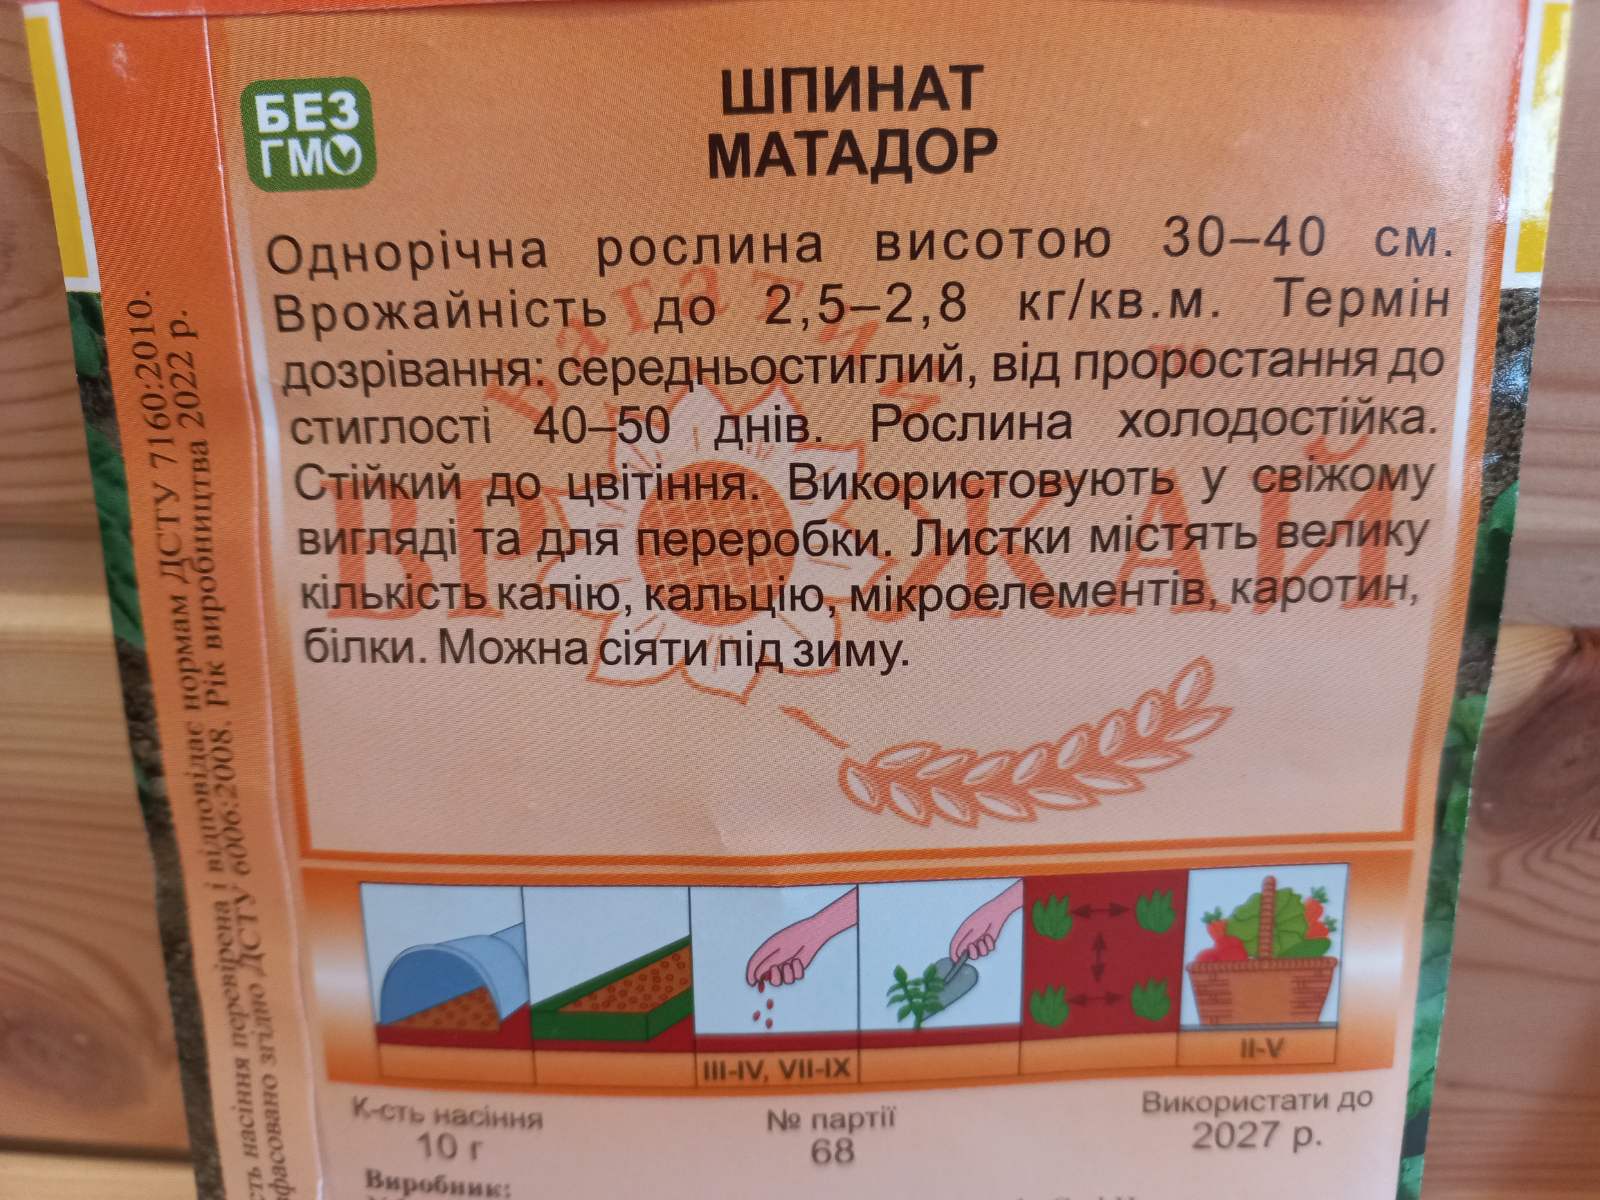 БЕЗ
ГМО
ШПИНАТ
МАТАДОР
Однорічна рослина висотою 30–40 см.
Врожайність до 2,5–2,8 кг/кв.м. Термін
дозрівання: середньостиглий, від проростання до
стиглості 40–50 днів. Рослина холодостійка.
Стійкий до цвітіння. Використовують у свіжому
вигляді та для переробки. Листки містять велику
кількість калію, кальцію, мікроелементів, каротин,
білки. Можна сіяти під зиму.
Багатий
ВРОЖАЙ
III-IV, VII-IX
II-V
К-сть насіння
10 г
№ партії
68
Використати до
2027 р.
Виробник:
насіння перевірена і відповідає нормам ДСТУ 7160:2010.
згідно ДСТУ 6006:2008. Рік виробництва 2022 р.